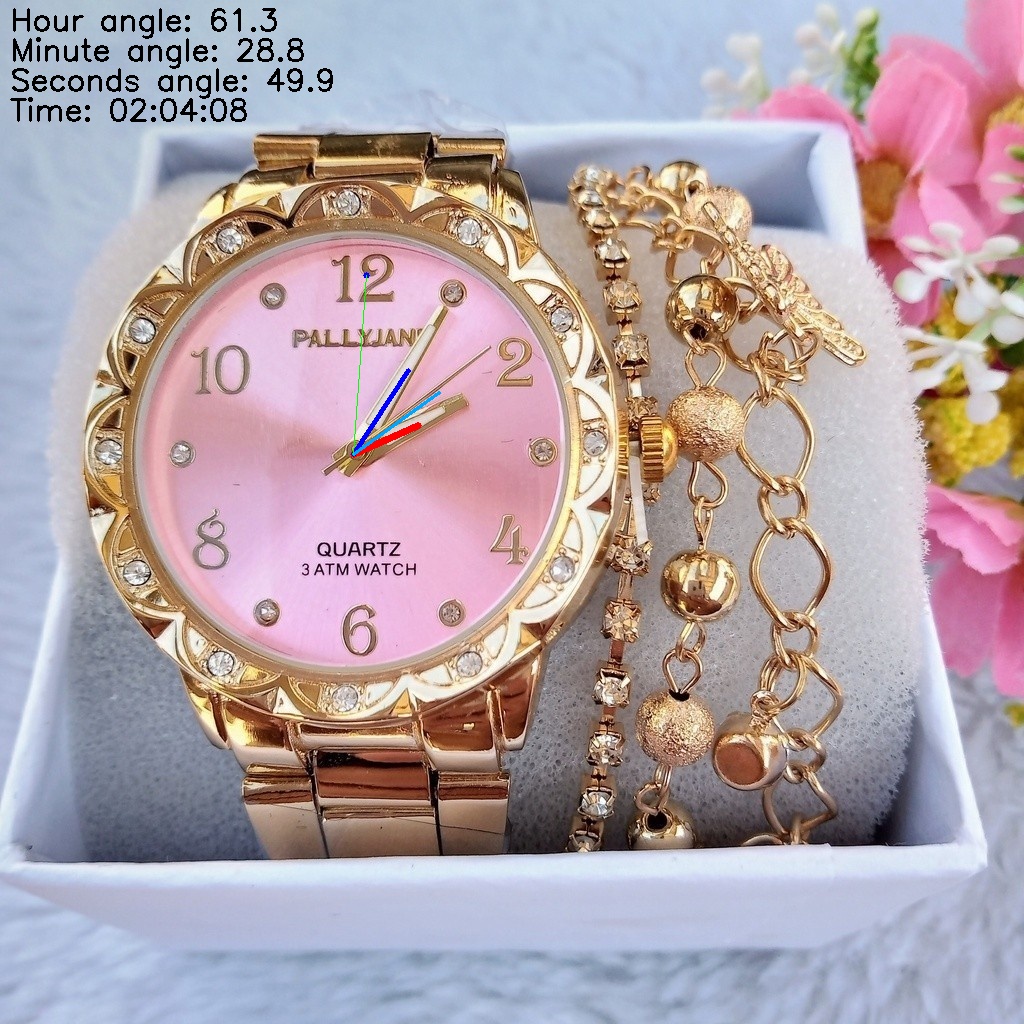 Hour angle: 61.3
Minute angle: 28.8
Seconds angle: 49.9
Time: 02:04:08
12
PALLYJANE
10
2
8
4
QUARTZ
3 ATM WATCH
6